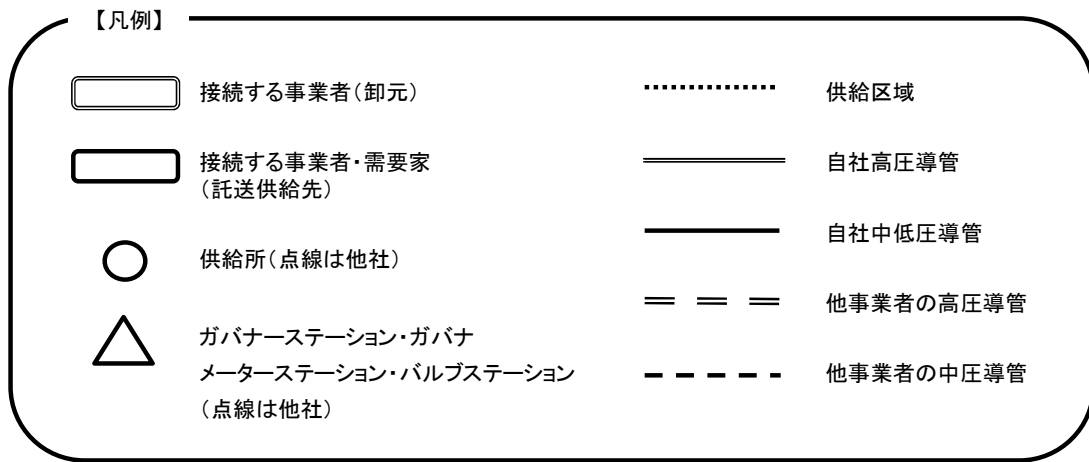 【凡例】
接続する事業者(卸元)
接続する事業者・需要家
(託送供給先)
供給所(点線は他社)
ガバナーステーション・ガバナ
メーターステーション・バルブステーション
(点線は他社)
供給区域
自社高圧導管
自社中低圧導管
他事業者の高圧導管
他事業者の中圧導管